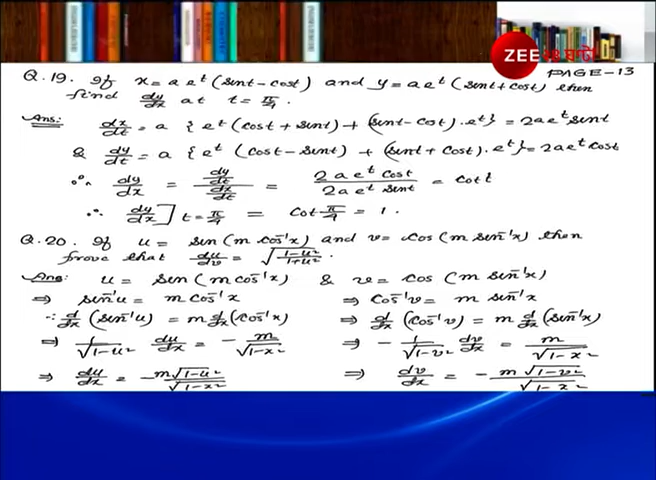 ZEE ২৪ ঘন্টা
PAGE-13
Q.19. If x = a e^t (sint - cost) and y = a e^t (sint + cost) then
find dy/dx at t = π/4.
Ans: dx/dt = a {e^t (cost + sint) + (sint - cost).e^t} = 2ae^t sint
& dy/dt = a {e^t (cost - sint) + (sint + cost).e^t} = 2ae^t cost
∴ dy/dx = (dy/dt)/(dx/dt) = (2ae^t cost)/(2ae^t sint) = cot t
∴ dy/dx] t = π/4 = cot π/4 = 1.
Q.20. If u = sin(m cos⁻¹x) and v = cos(m sin⁻¹x) then
prove that du/dv = √((1-u²)/(1+u²)).
Ans: u = sin(m cos⁻¹x) & v = cos(m sin⁻¹x)
⇒ sin⁻¹u = m cos⁻¹x ⇒ cos⁻¹v = m sin⁻¹x
∴ d/dx (sin⁻¹u) = m d/dx (cos⁻¹x) ⇒ d/dx (cos⁻¹v) = m d/dx (sin⁻¹x)
⇒ 1/√(1-u²) du/dx = - m/√(1-x²) ⇒ - 1/√(1-v²) dv/dx = m/√(1-x²)
⇒ du/dx = - m√(1-u²)/√(1-x²) ⇒ dv/dx = - m√(1-v²)/√(1-x²)